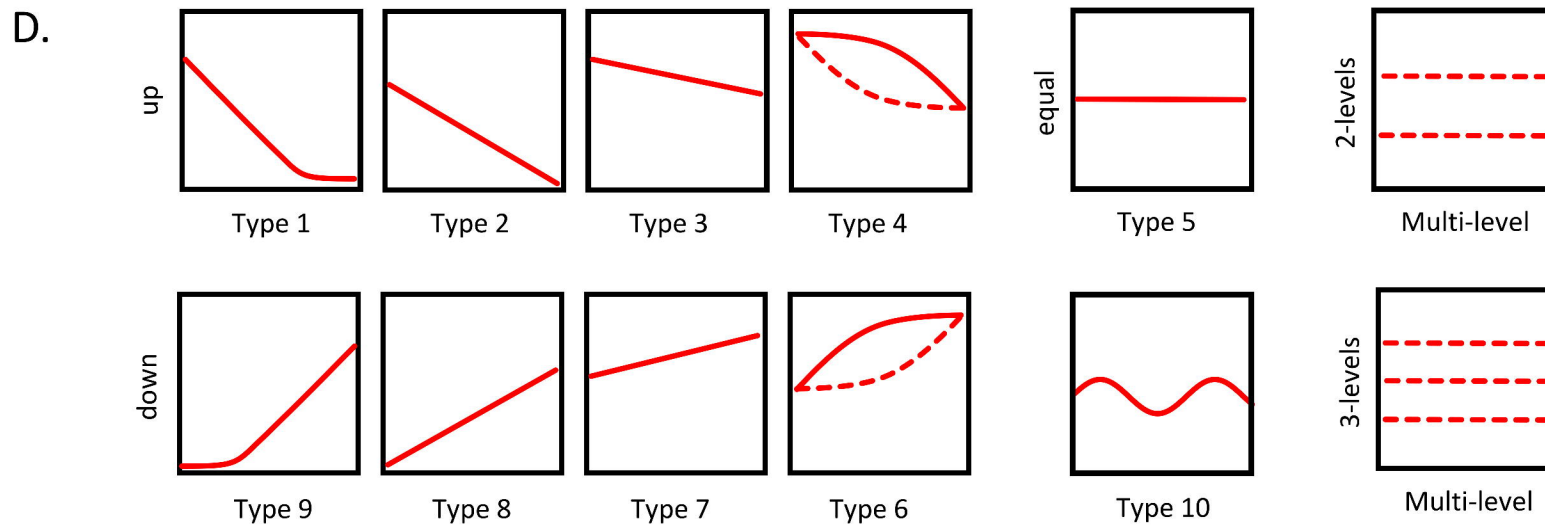 D.
up
Type 1
Type 2
Type 3
Type 4
equal
Type 5
2-levels
Multi-level
down
Type 9
Type 8
Type 7
Type 6
Type 10
3-levels
Multi-level